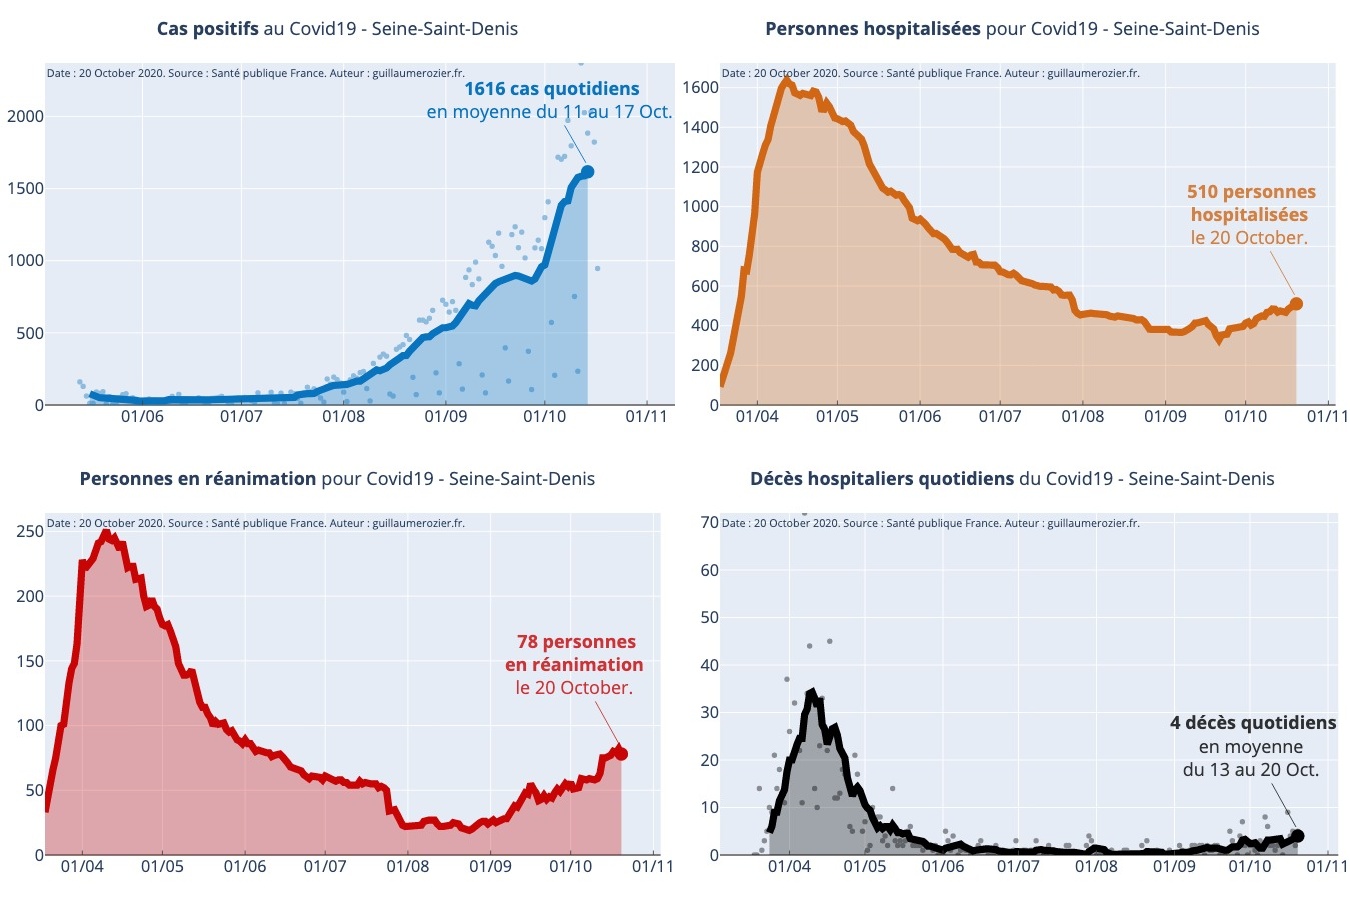 Cas positifs au Covid19 - Seine-Saint-Denis
Date : 20 October 2020. Source : Santé publique France. Auteur : guillaumerozier.fr.
1616 cas quotidiens
en moyenne du 11 au 17 Oct.
2000
1500
1000
500
0
01/06 01/07 01/08 01/09 01/10 01/11
Personnes hospitalisées pour Covid19 - Seine-Saint-Denis
Date : 20 October 2020. Source : Santé publique France. Auteur : guillaumerozier.fr.
1600
1400
1200
1000
800
600
400
200
0
510 personnes
hospitalisées
le 20 October.
01/04 01/05 01/06 01/07 01/08 01/09 01/10 01/11
Personnes en réanimation pour Covid19 - Seine-Saint-Denis
Date : 20 October 2020. Source : Santé publique France. Auteur : guillaumerozier.fr.
250
200
150
100
50
0
78 personnes
en réanimation
le 20 October.
01/04 01/05 01/06 01/07 01/08 01/09 01/10 01/11
Décès hospitaliers quotidiens du Covid19 - Seine-Saint-Denis
Date : 20 October 2020. Source : Santé publique France. Auteur : guillaumerozier.fr.
70
60
50
40
30
20
10
0
4 décès quotidiens
en moyenne
du 13 au 20 Oct.
01/04 01/05 01/06 01/07 01/08 01/09 01/10 01/11